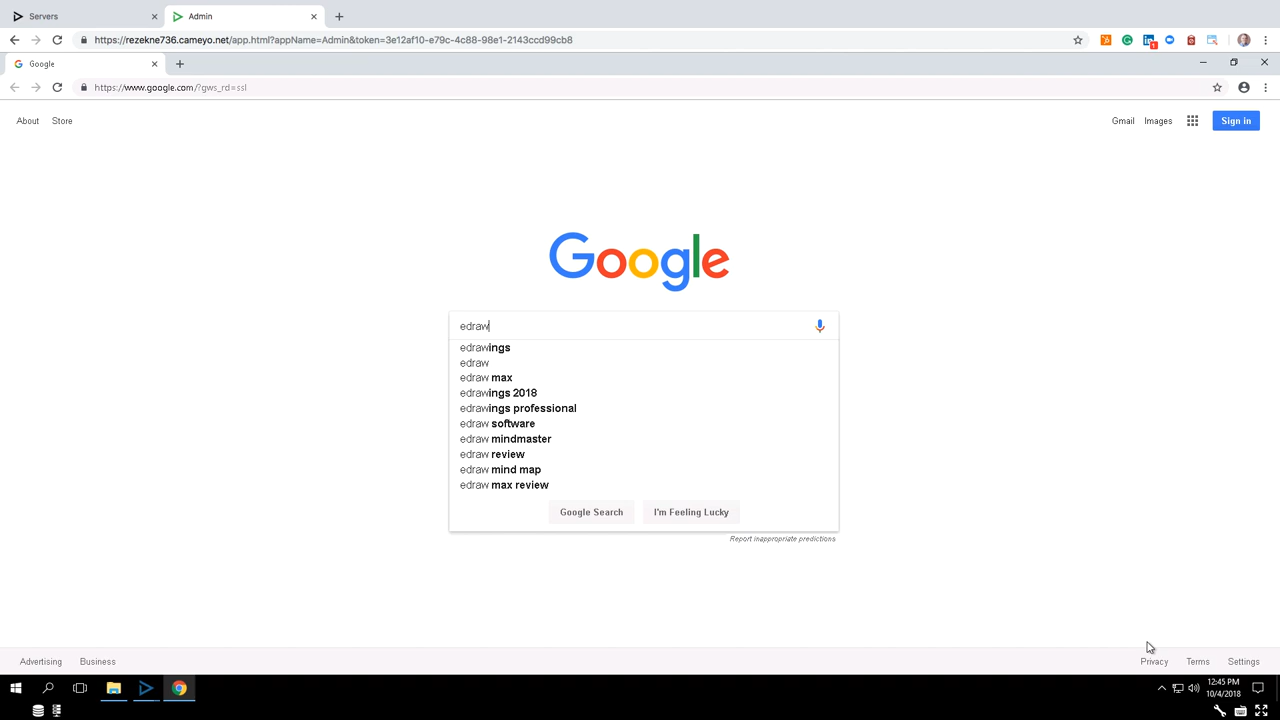 Servers
Admin
https://rezekne736.cameyo.net/app.html?appName=Admin&token=3e12af10-e79c-4c88-98e1-2143ccd99cb8
1
Google
https://www.google.com/?gws_rd=ssl
About Store
Gmail Images Sign in
Google
edraw
edrawings
edraw
edraw max
edrawings 2018
edrawings professional
edraw software
edraw mindmaster
edraw review
edraw mind map
edraw max review
Google Search I'm Feeling Lucky
Report inappropriate predictions
Advertising Business
Privacy Terms Settings
12:45 PM
10/4/2018